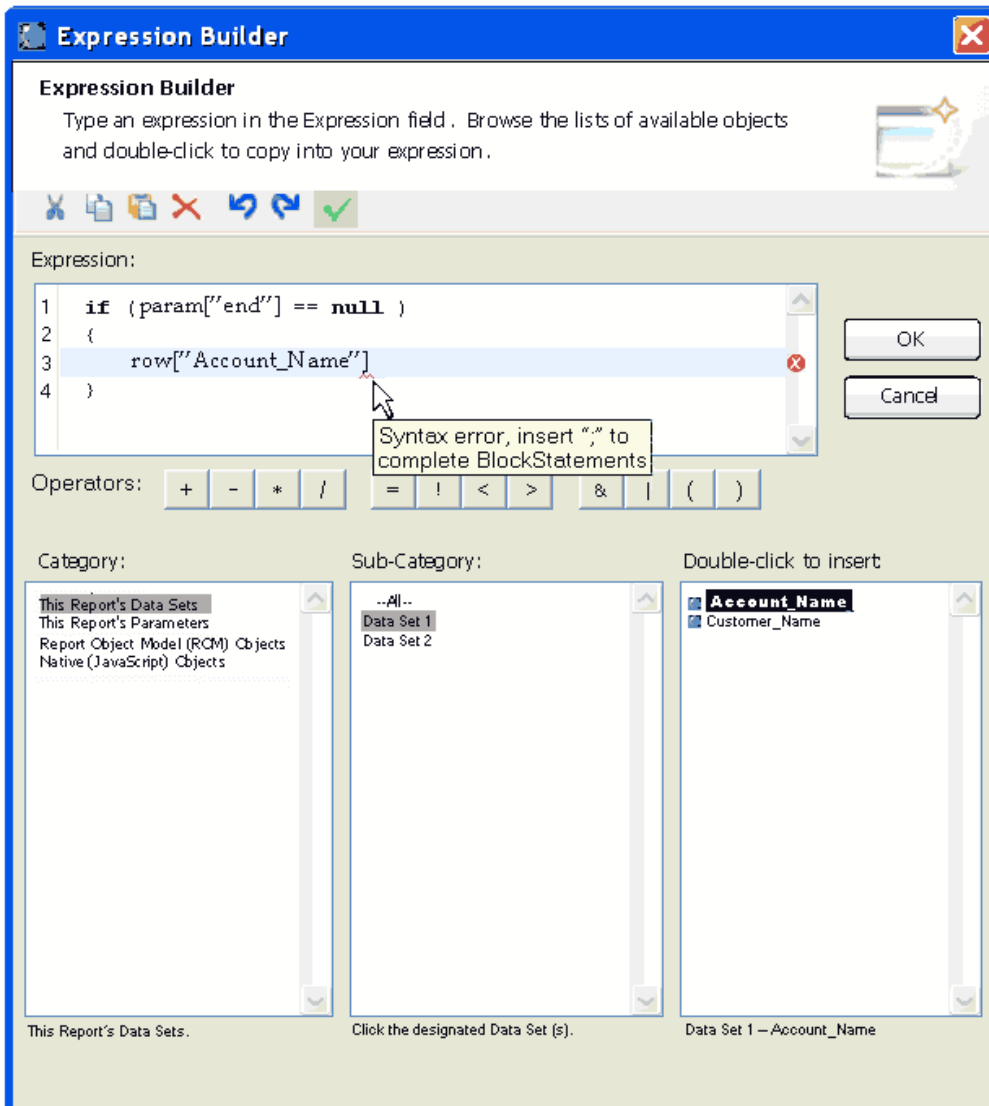 Expression Builder
Expression Builder
Type an expression in the Expression field . Browse the lists of available objects
and double-click to copy into your expression .
Expression:
1 if (param["end"] == null )
2 {
3 row["Account_Name"]
4 }
OK
Cancel
Syntax error, insert ";" to
complete BlockStatements
Operators: + - * / = ! < > & | ( )
Category:
This Report's Data Sets
This Report's Parameters
Report Object Model (RCM) Cbjects
Native (JavaScript) Cbjects
This Report's Data Sets.
Sub-Category:
--All--
Data Set 1
Data Set 2
Click the designated Data Set (s).
Double-click to insert:
Account_Name
Customer_Name
Data Set 1 – Account_Name